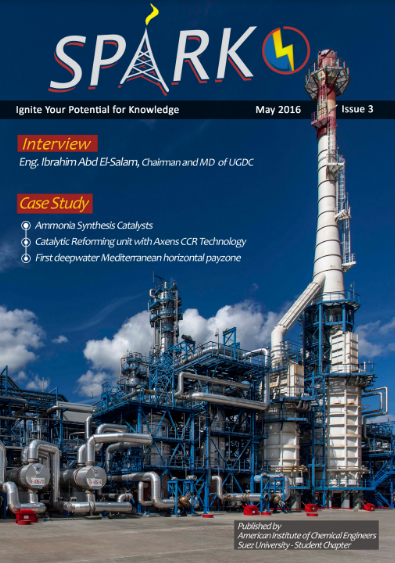 SPARK
Ignite Your Potential for Knowledge May 2016 Issue 3
Interview
Eng. Ibrahim Abd El-Salam, Chairman and MD of UGDC
Case Study
Ammonia Synthesis Catalysts
Catalytic Reforming unit with Axens CCR Technology
First deepwater Mediterranean horizontal payzone
Published by
American Institute of Chemical Engineers
Suez University - Student Chapter